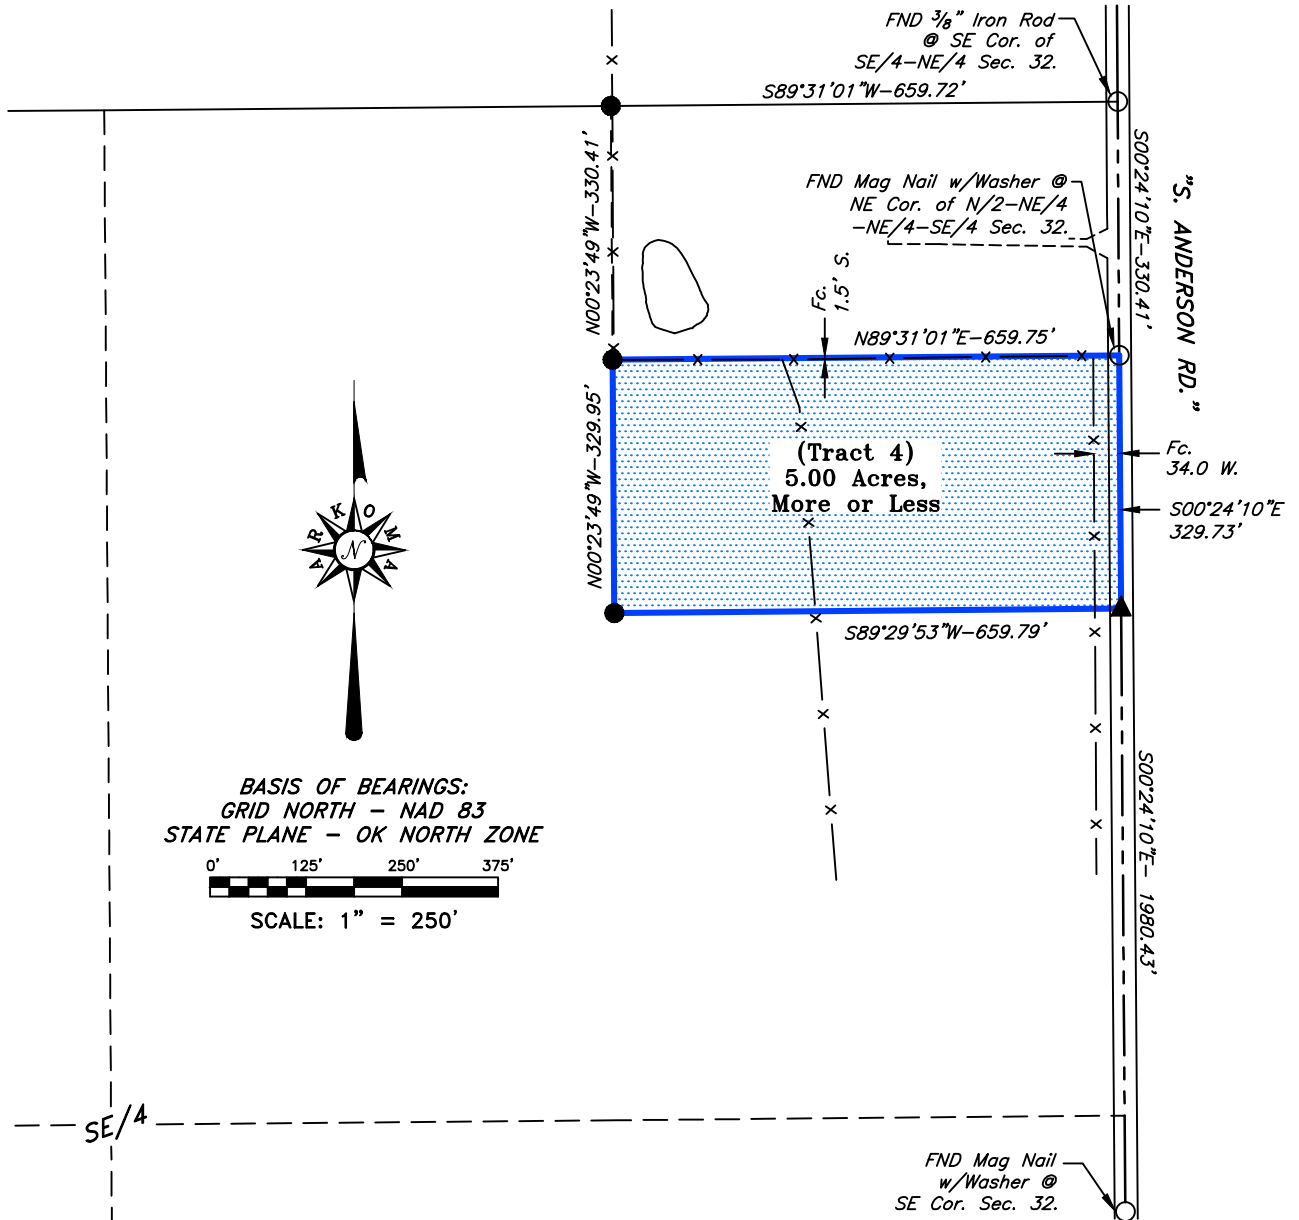 FND 3/8" Iron Rod
@ SE Cor. of
SE/4-NE/4 Sec. 32.
S89°31'01"W-659.72'
N00°23'49"W-330.41'
S00°24'10"E-330.41'
"S. ANDERSON RD."
FND Mag Nail w/Washer @
NE Cor. of N/2-NE/4
-NE/4-SE/4 Sec. 32.
Fc.
1.5' S.
N89°31'01"E-659.75'
N00°23'49"W-329.95'
(Tract 4)
5.00 Acres,
More or Less
Fc.
34.0 W.
S00°24'10"E
329.73'
S89°29'53"W-659.79'
ARKOMA
N
BASIS OF BEARINGS:
GRID NORTH - NAD 83
STATE PLANE - OK NORTH ZONE
0' 125' 250' 375'
SCALE: 1" = 250'
S00°24'10"E- 1980.43'
SE/4
FND Mag Nail
w/Washer @
SE Cor. Sec. 32.